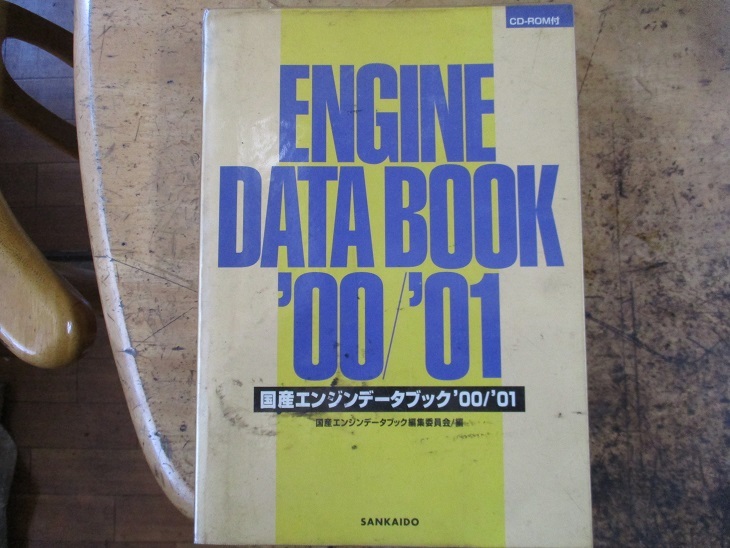 CD-ROM付
ENGINE
DATA BOOK
'00/'01
国産エンジンデータブック'00/'01
国産エンジンデータブック編集委員会/編
SANKAIDO